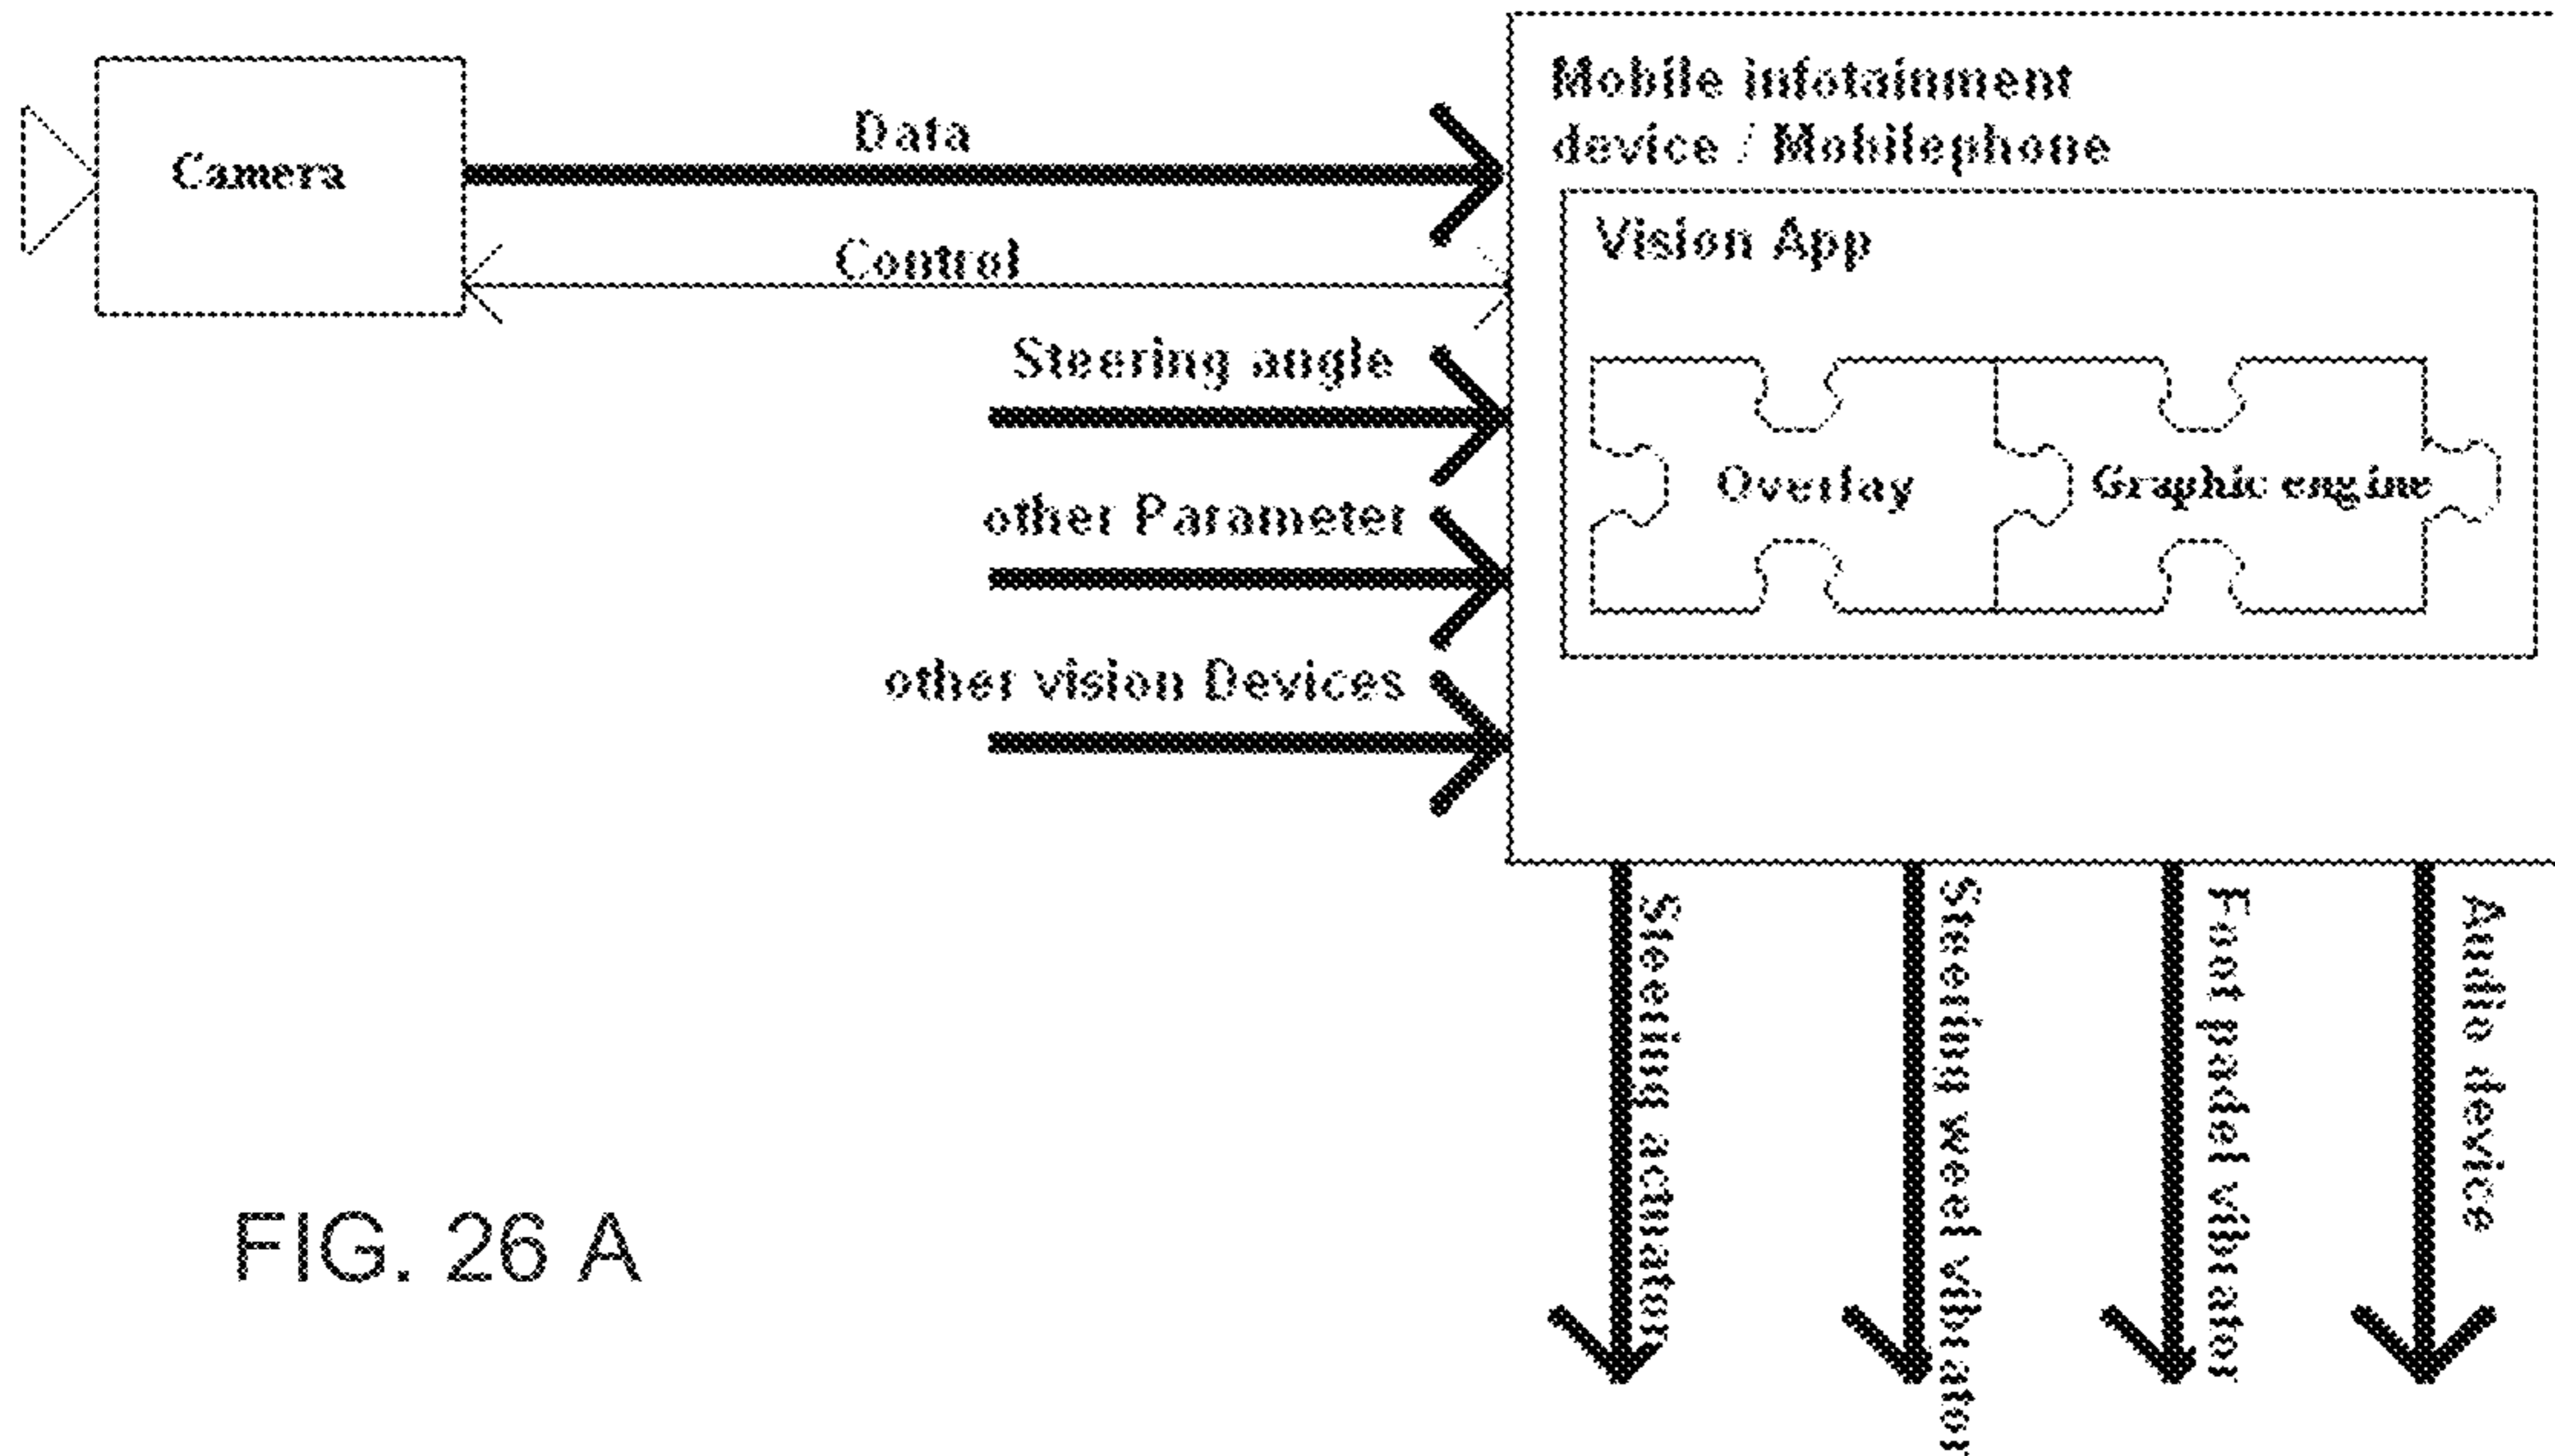 Mobile infotainment
device / Mobilephone
Data
Camera
Vision App
Control
Steering angle
Overlay
Graphic engine
other Parameter
other vision Devices
Steering actuator
Steering weel vibrator
Foot padel vibrator
Audio device
FIG. 26 A